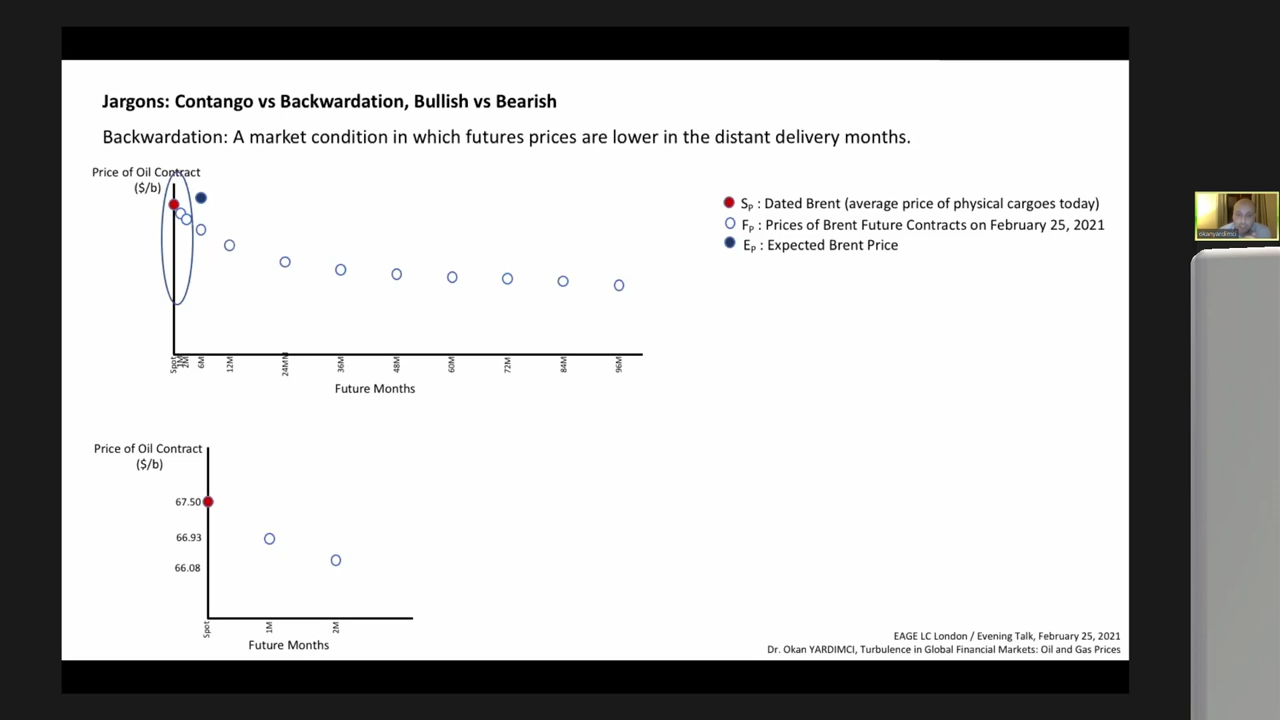 Jargons: Contango vs Backwardation, Bullish vs Bearish
Backwardation: A market condition in which futures prices are lower in the distant delivery months.
Price of Oil Contract
($/b)
Spot
1M
2M
6M
12M
24MM
36M
48M
60M
72M
84M
96M
Future Months
SP : Dated Brent (average price of physical cargoes today)
FP : Prices of Brent Future Contracts on February 25, 2021
EP : Expected Brent Price
okanyardimci
Price of Oil Contract
($/b)
67.50
66.93
66.08
Spot
1M
2M
Future Months
EAGE LC London / Evening Talk, February 25, 2021
Dr. Okan YARDIMCI, Turbulence in Global Financial Markets: Oil and Gas Prices